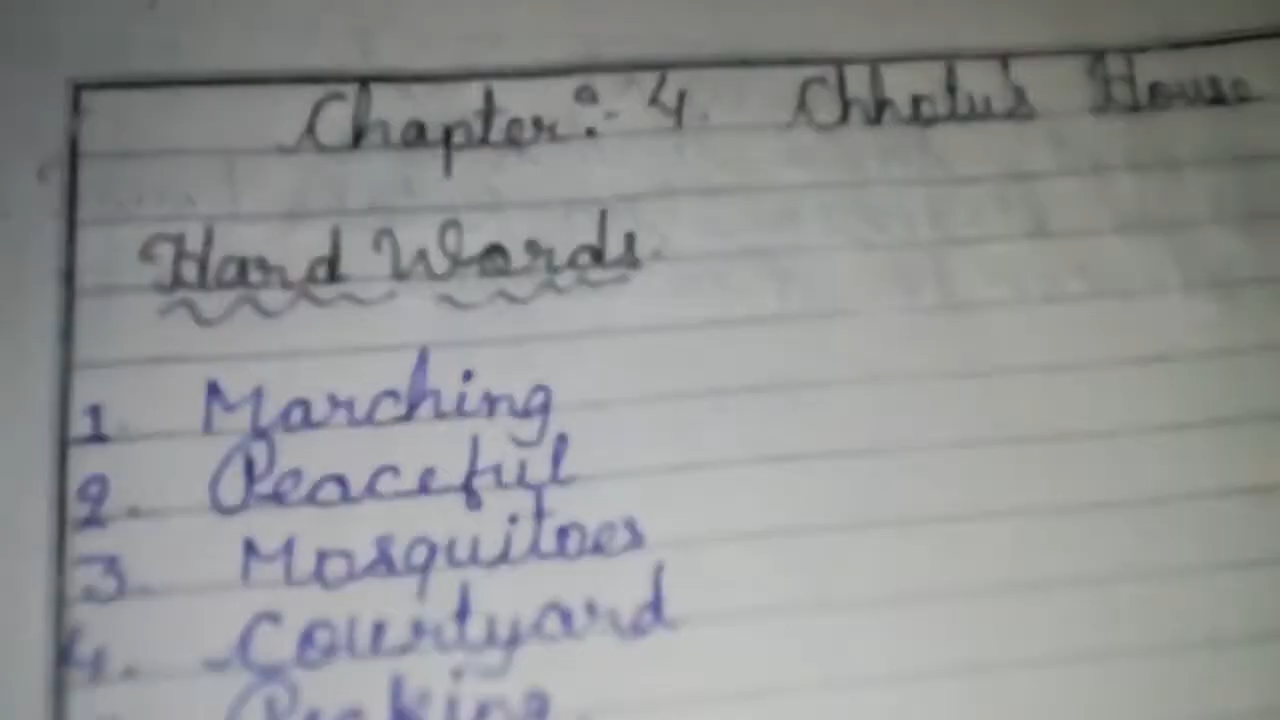 Chapter:- 4. Chhotu's House
Hard Words.
1. Marching
2. Peaceful
3. Mosquitoes
4. Courtyard